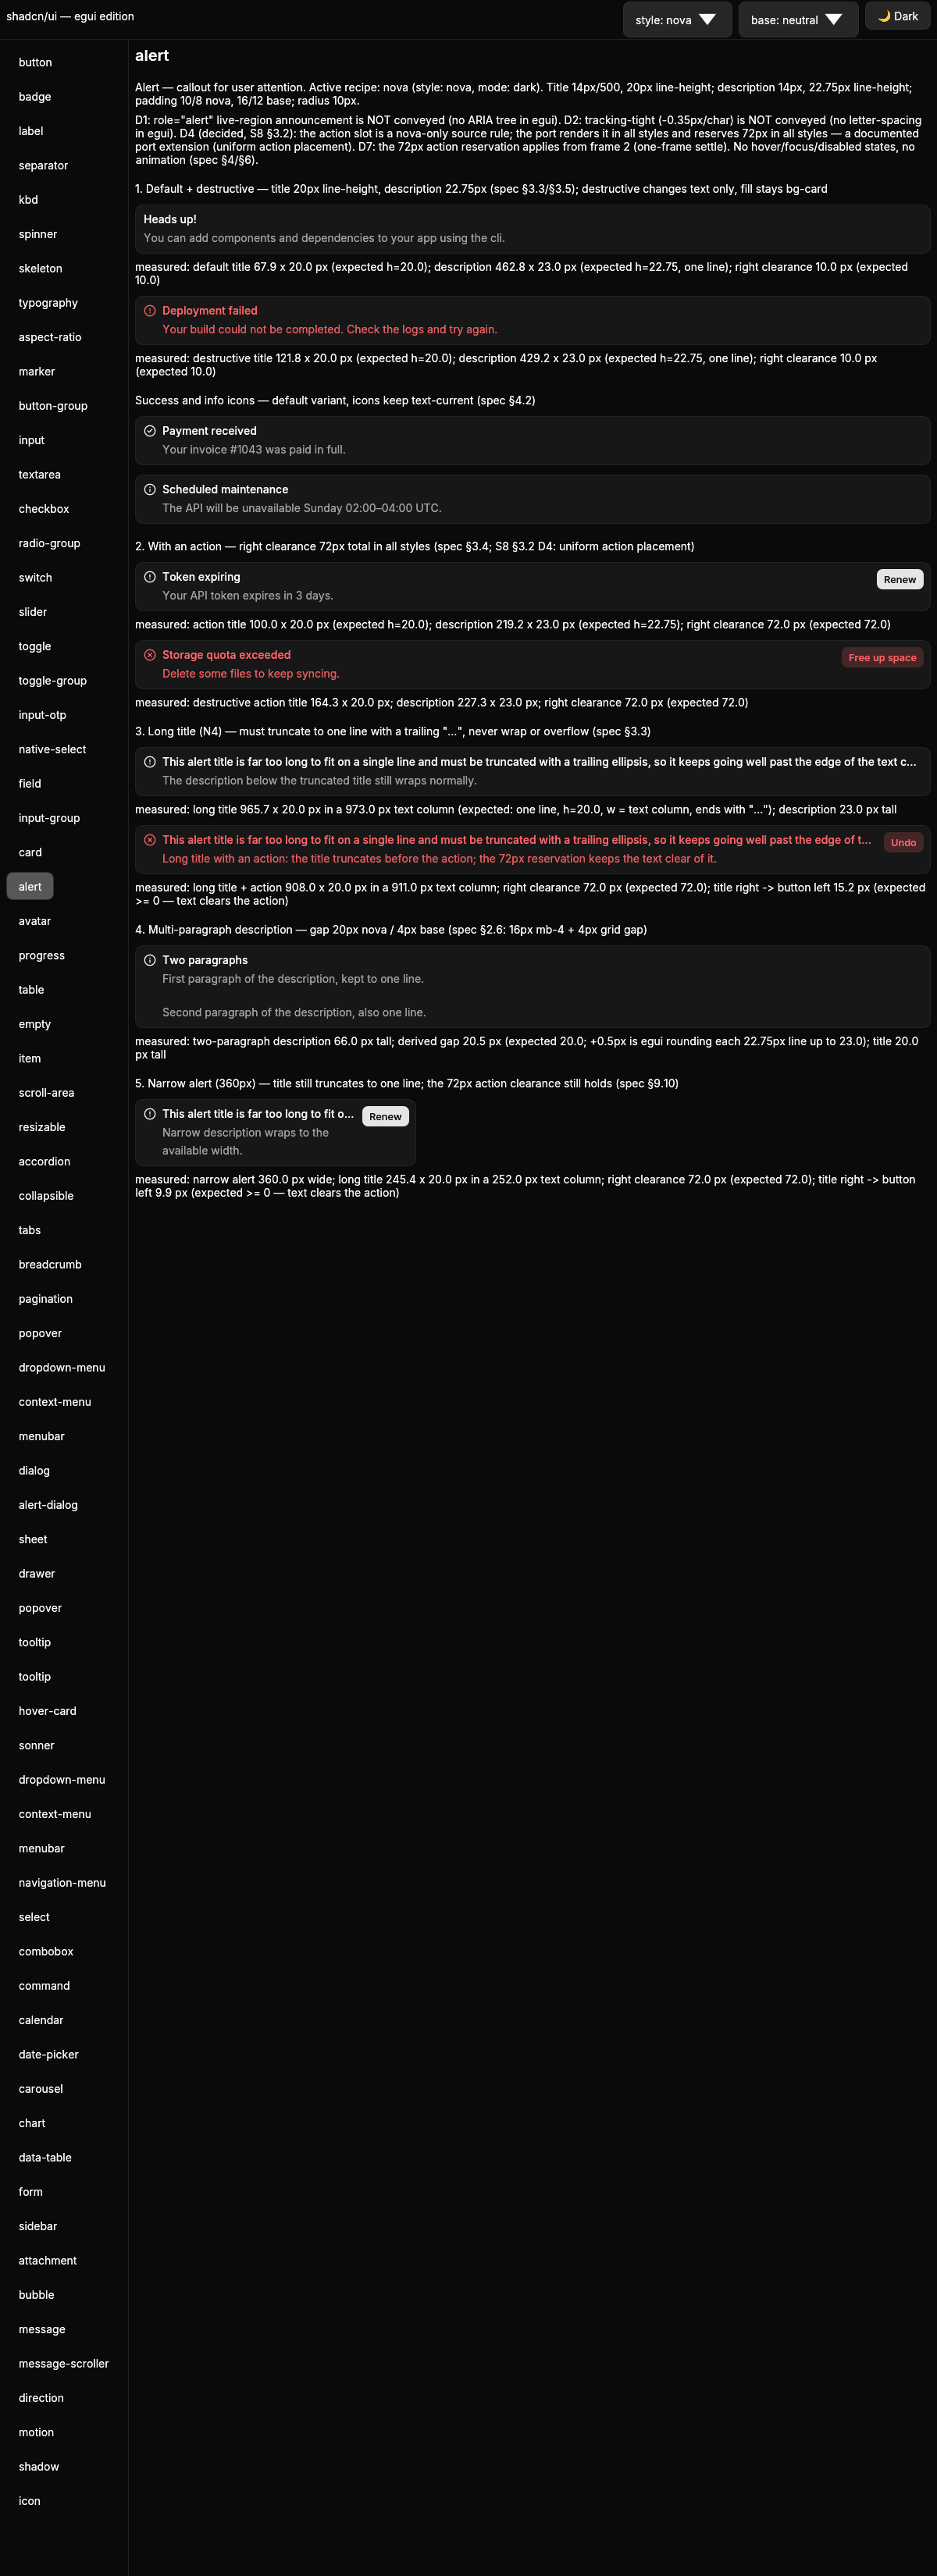 shadcn/ui — egui edition
style: nova
base: neutral
🌙 Dark
button
badge
label
separator
kbd
spinner
skeleton
typography
aspect-ratio
marker
button-group
input
textarea
checkbox
radio-group
switch
slider
toggle
toggle-group
input-otp
native-select
field
input-group
card
alert
avatar
progress
table
empty
item
scroll-area
resizable
accordion
collapsible
tabs
breadcrumb
pagination
popover
dropdown-menu
context-menu
menubar
dialog
alert-dialog
sheet
drawer
popover
tooltip
tooltip
hover-card
sonner
dropdown-menu
context-menu
menubar
navigation-menu
select
combobox
command
calendar
date-picker
carousel
chart
data-table
form
sidebar
attachment
bubble
message
message-scroller
direction
motion
shadow
icon
alert
Alert — callout for user attention. Active recipe: nova (style: nova, mode: dark). Title 14px/500, 20px line-height; description 14px, 22.75px line-height;
padding 10/8 nova, 16/12 base; radius 10px.
D1: role="alert" live-region announcement is NOT conveyed (no ARIA tree in egui). D2: tracking-tight (-0.35px/char) is NOT conveyed (no letter-spacing
in egui). D4 (decided, S8 §3.2): the action slot is a nova-only source rule; the port renders it in all styles and reserves 72px in all styles — a documented
port extension (uniform action placement). D7: the 72px action reservation applies from frame 2 (one-frame settle). No hover/focus/disabled states, no
animation (spec §4/§6).
1. Default + destructive — title 20px line-height, description 22.75px (spec §3.3/§3.5); destructive changes text only, fill stays bg-card
Heads up!
You can add components and dependencies to your app using the cli.
measured: default title 67.9 x 20.0 px (expected h=20.0); description 462.8 x 23.0 px (expected h=22.75, one line); right clearance 10.0 px (expected
10.0)
Deployment failed
Your build could not be completed. Check the logs and try again.
measured: destructive title 121.8 x 20.0 px (expected h=20.0); description 429.2 x 23.0 px (expected h=22.75, one line); right clearance 10.0 px
(expected 10.0)
Success and info icons — default variant, icons keep text-current (spec §4.2)
Payment received
Your invoice #1043 was paid in full.
Scheduled maintenance
The API will be unavailable Sunday 02:00–04:00 UTC.
2. With an action — right clearance 72px total in all styles (spec §3.4; S8 §3.2 D4: uniform action placement)
Token expiring
Renew
Your API token expires in 3 days.
measured: action title 100.0 x 20.0 px (expected h=20.0); description 219.2 x 23.0 px (expected h=22.75); right clearance 72.0 px (expected 72.0)
Storage quota exceeded
Free up space
Delete some files to keep syncing.
measured: destructive action title 164.3 x 20.0 px; description 227.3 x 23.0 px; right clearance 72.0 px (expected 72.0)
3. Long title (N4) — must truncate to one line with a trailing "...", never wrap or overflow (spec §3.3)
This alert title is far too long to fit on a single line and must be truncated with a trailing ellipsis, so it keeps going well past the edge of the text c...
The description below the truncated title still wraps normally.
measured: long title 965.7 x 20.0 px in a 973.0 px text column (expected: one line, h=20.0, w = text column, ends with "..."); description 23.0 px tall
This alert title is far too long to fit on a single line and must be truncated with a trailing ellipsis, so it keeps going well past the edge of t...
Undo
Long title with an action: the title truncates before the action; the 72px reservation keeps the text clear of it.
measured: long title + action 908.0 x 20.0 px in a 911.0 px text column; right clearance 72.0 px (expected 72.0); title right -> button left 15.2 px (expected
>= 0 — text clears the action)
4. Multi-paragraph description — gap 20px nova / 4px base (spec §2.6: 16px mb-4 + 4px grid gap)
Two paragraphs
First paragraph of the description, kept to one line.
Second paragraph of the description, also one line.
measured: two-paragraph description 66.0 px tall; derived gap 20.5 px (expected 20.0; +0.5px is egui rounding each 22.75px line up to 23.0); title 20.0
px tall
5. Narrow alert (360px) — title still truncates to one line; the 72px action clearance still holds (spec §9.10)
This alert title is far too long to fit o...
Renew
Narrow description wraps to the
available width.
measured: narrow alert 360.0 px wide; long title 245.4 x 20.0 px in a 252.0 px text column; right clearance 72.0 px (expected 72.0); title right -> button
left 9.9 px (expected >= 0 — text clears the action)